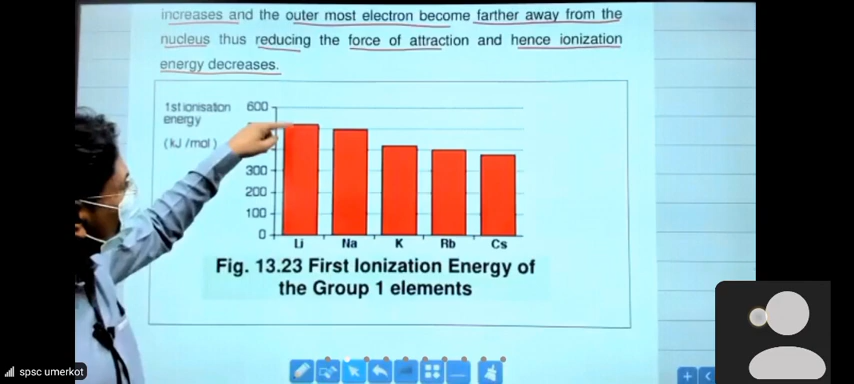 increases and the outer most electron become farther away from the
nucleus thus reducing the force of attraction and hence ionization
energy decreases.
1st ionisation
energy
(kJ/mol)
600
300
200
100
0
Li Na K Rb Cs
Fig. 13.23 First Ionization Energy of
the Group 1 elements
spsc umerkot